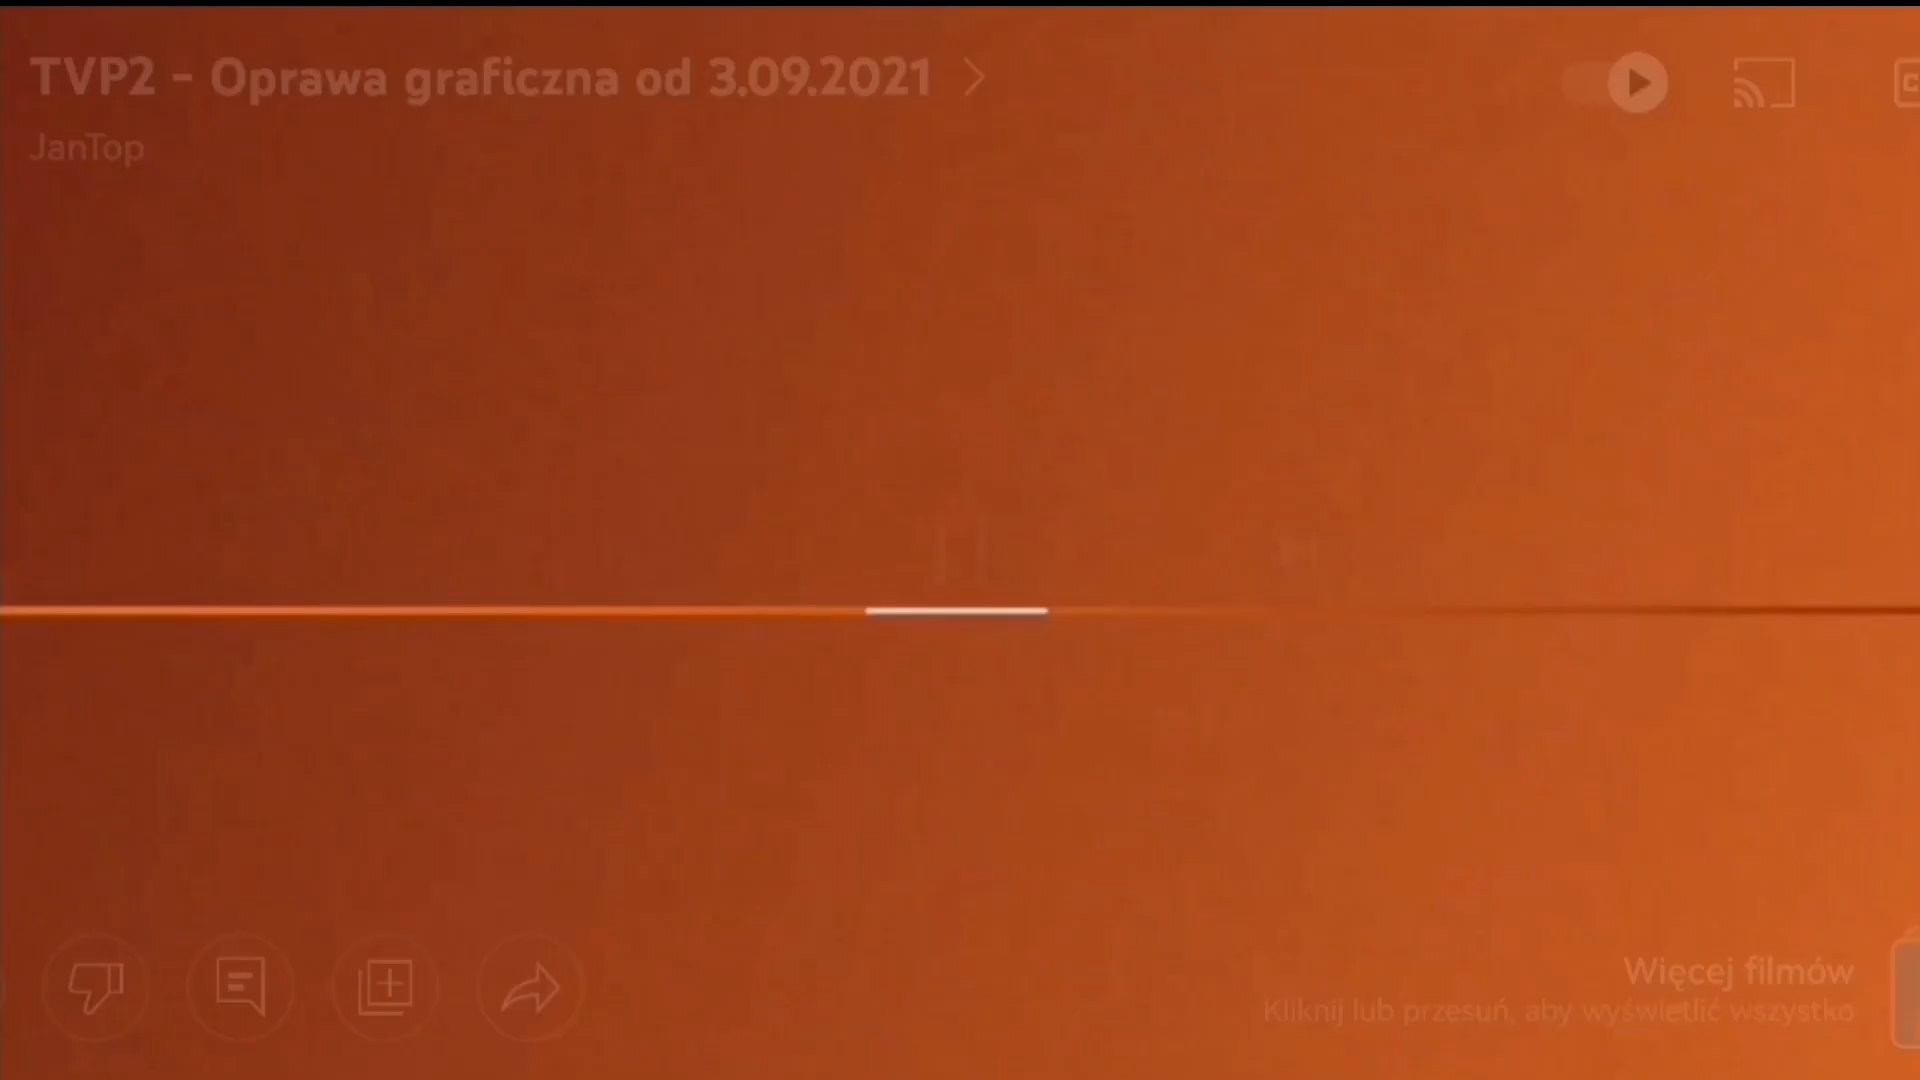 TVP2 - Oprawa graficzna od 3.09.2021
JanTop
Więcej filmów
Kliknij lub przesuń, aby wyświetlić wszystko